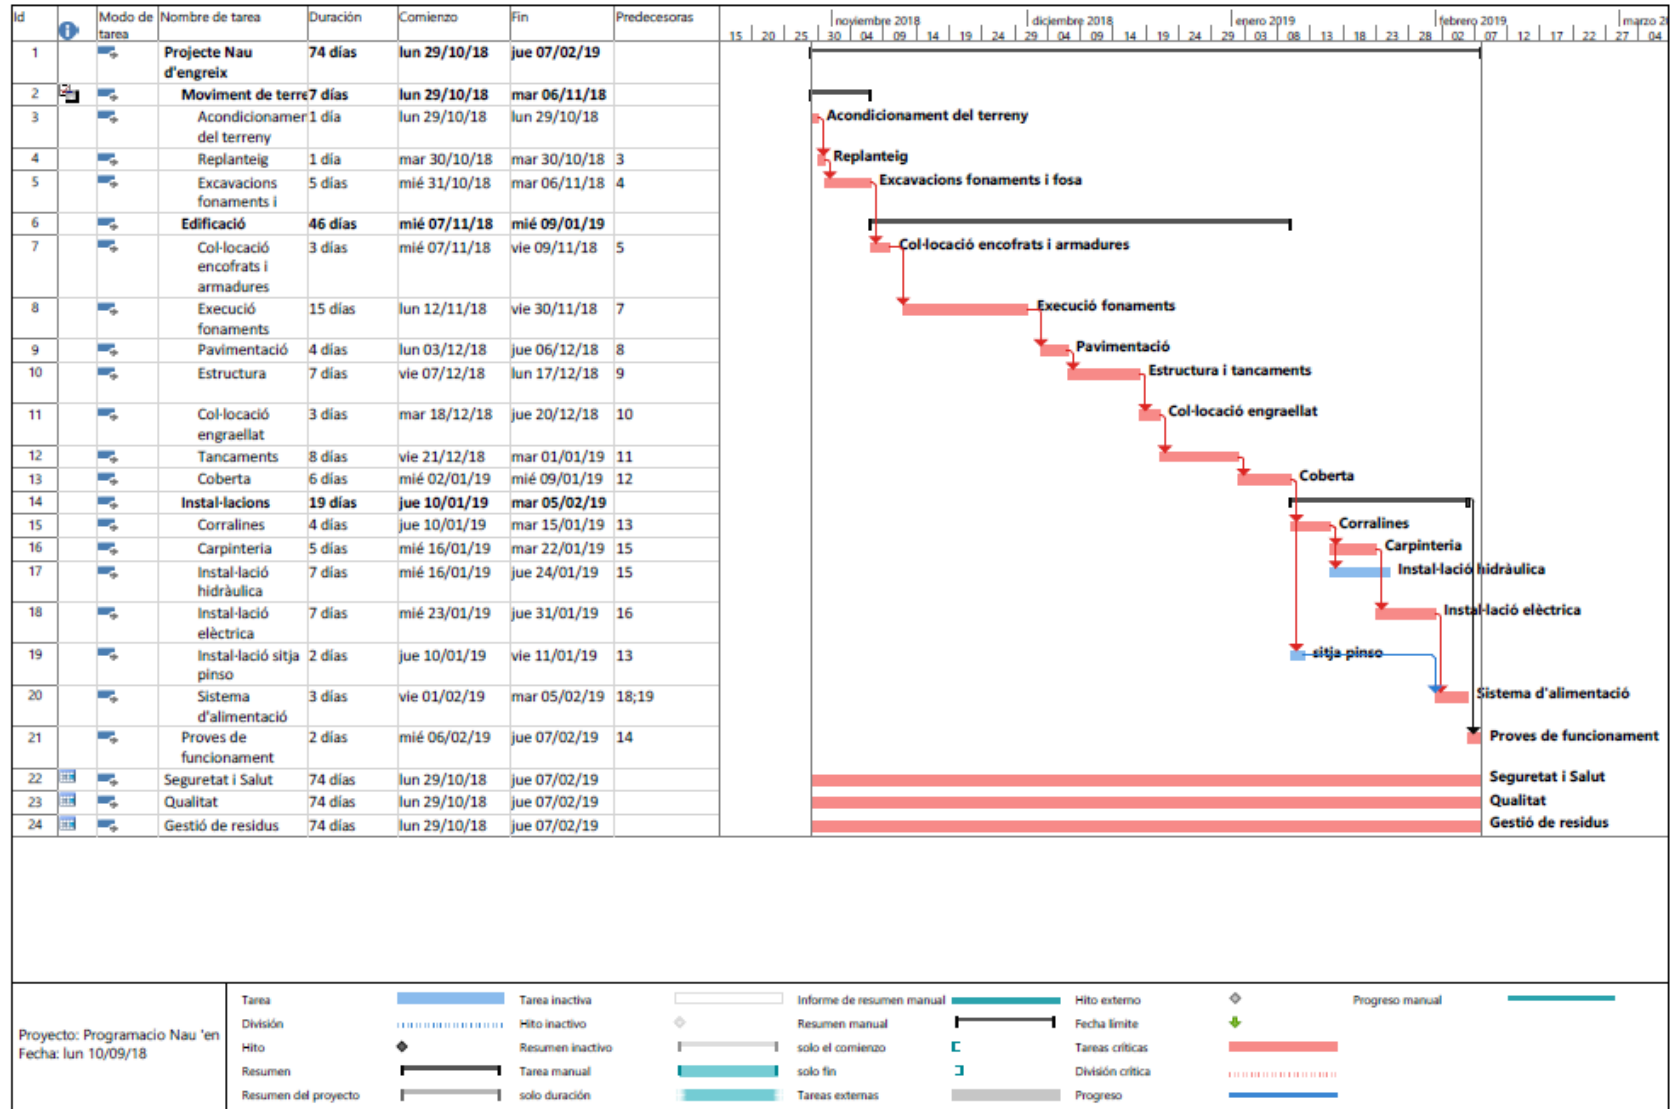 Id Modo de Nombre de tarea Duración Comienzo Fin Predecesoras
tarea
noviembre 2018 diciembre 2018 enero 2019 febrero 2019 marzo 2
15 20 25 30 04 09 14 19 24 29 04 09 14 19 24 29 03 08 13 18 23 28 02 07 12 17 22 27 04
1 Projecte Nau 74 días lun 29/10/18 jue 07/02/19
d'engreix
2 Moviment de terre 7 días lun 29/10/18 mar 06/11/18
3 Acondicionamer 1 día lun 29/10/18 lun 29/10/18 Acondicionament del terreny
del terreny
4 Replanteig 1 día mar 30/10/18 mar 30/10/18 3 Replanteig
5 Excavacions 5 días mié 31/10/18 mar 06/11/18 4 Excavacions fonaments i fosa
fonaments i
6 Edificació 46 días mié 07/11/18 mié 09/01/19
7 Col·locació 3 días mié 07/11/18 vie 09/11/18 5 Col·locació encofrats i armadures
encofrats i
armadures
8 Execució 15 días lun 12/11/18 vie 30/11/18 7 Execució fonaments
fonaments
9 Pavimentació 4 días lun 03/12/18 jue 06/12/18 8 Pavimentació
10 Estructura 7 días vie 07/12/18 lun 17/12/18 9 Estructura i tancaments
11 Col·locació 3 días mar 18/12/18 jue 20/12/18 10 Col·locació engraellat
engraellat
12 Tancaments 8 días vie 21/12/18 mar 01/01/19 11
13 Coberta 6 días mié 02/01/19 mié 09/01/19 12 Coberta
14 Instal·lacions 19 días jue 10/01/19 mar 05/02/19
15 Corralines 4 días jue 10/01/19 mar 15/01/19 13 Corralines
16 Carpinteria 5 días mié 16/01/19 mar 22/01/19 15 Carpinteria
17 Instal·lació 7 días mié 16/01/19 jue 24/01/19 15 Instal·lació hidràulica
hidràulica
18 Instal·lació 7 días mié 23/01/19 jue 31/01/19 16 Instal·lació elèctrica
elèctrica
19 Instal·lació sitja 2 días jue 10/01/19 vie 11/01/19 13 sitja pinso
pinso
20 Sistema 3 días vie 01/02/19 mar 05/02/19 18;19 Sistema d'alimentació
d'alimentació
21 Proves de 2 días mié 06/02/19 jue 07/02/19 14 Proves de funcionament
funcionament
22 Seguretat i Salut 74 días lun 29/10/18 jue 07/02/19 Seguretat i Salut
23 Qualitat 74 días lun 29/10/18 jue 07/02/19 Qualitat
24 Gestió de residus 74 días lun 29/10/18 jue 07/02/19 Gestió de residus
Proyecto: Programacio Nau 'en
Fecha: lun 10/09/18
Tarea Tarea inactiva Informe de resumen manual Hito externo Progreso manual
División Hito inactivo Resumen manual Fecha límite
Hito Resumen inactivo solo el comienzo Tareas críticas
Resumen Tarea manual solo fin División crítica
Resumen del proyecto solo duración Tareas externas Progreso